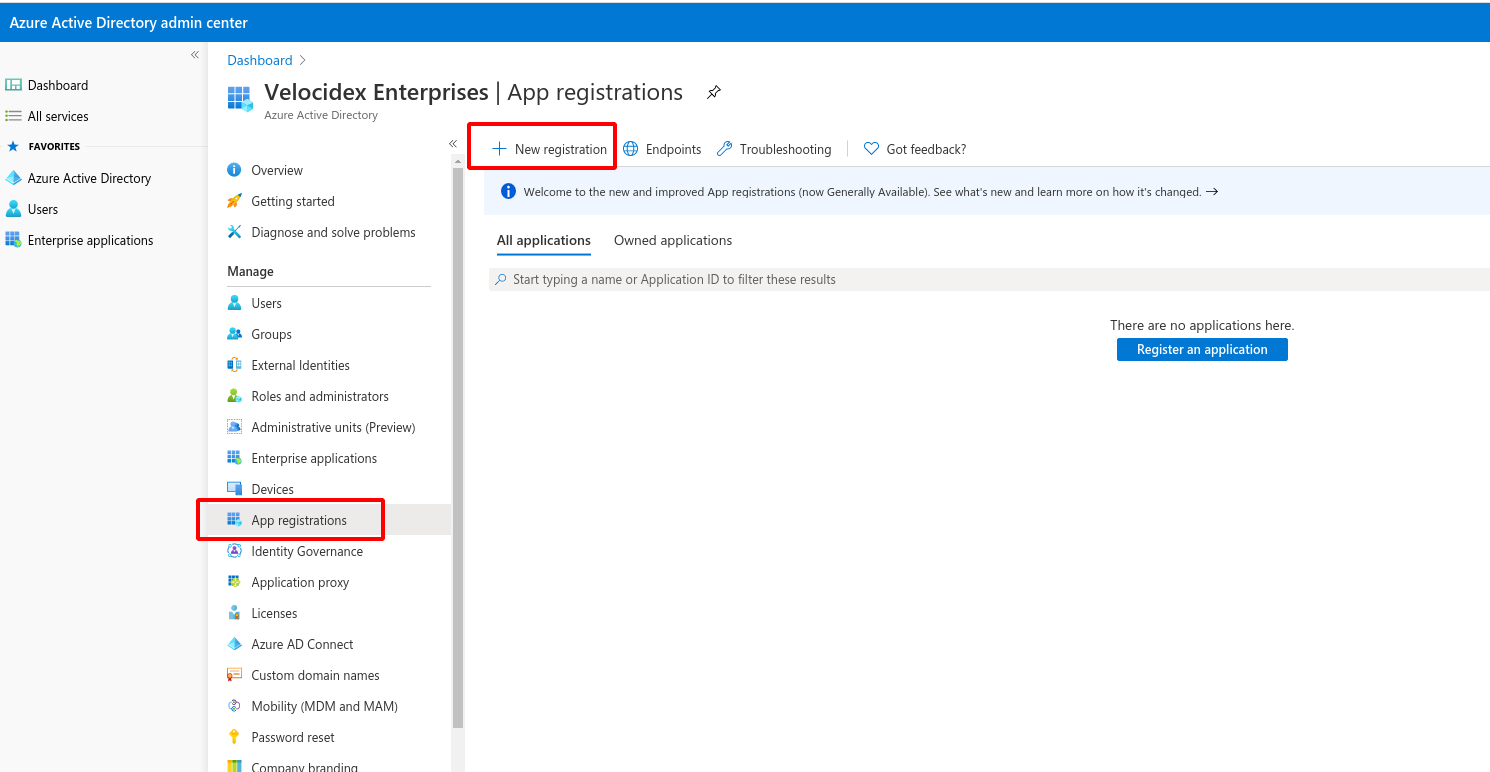 Azure Active Directory admin center
«
Dashboard
All services
FAVORITES
Azure Active Directory
Users
Enterprise applications
Dashboard >
Velocidex Enterprises | App registrations
Azure Active Directory
«
Overview
Getting started
Diagnose and solve problems
Manage
Users
Groups
External Identities
Roles and administrators
Administrative units (Preview)
Enterprise applications
Devices
App registrations
Identity Governance
Application proxy
Licenses
Azure AD Connect
Custom domain names
Mobility (MDM and MAM)
Password reset
Company branding
+ New registration Endpoints Troubleshooting Got feedback?
Welcome to the new and improved App registrations (now Generally Available). See what's new and learn more on how it's changed. →
All applications Owned applications
Start typing a name or Application ID to filter these results
There are no applications here.
Register an application